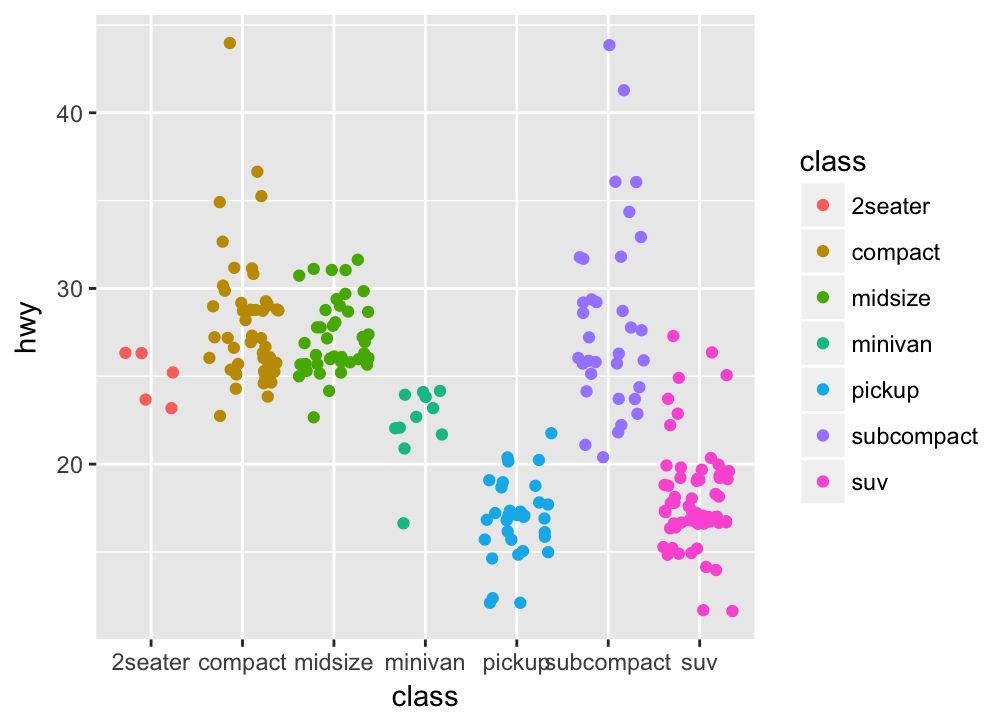 hwy
40
30
20
2seater compact midsize minivan pickup subcompact suv
class
class
2seater
compact
midsize
minivan
pickup
subcompact
suv